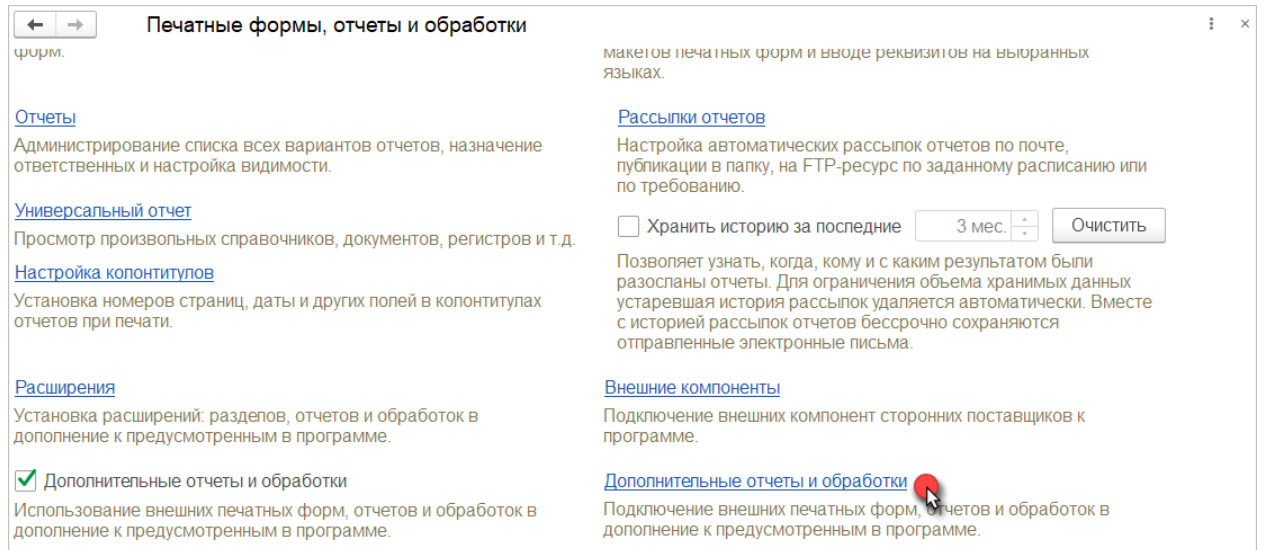 Печатные формы, отчеты и обработки
форм.
макетов печатных форм и вводе реквизитов на выбранных
языках.
Отчеты
Администрирование списка всех вариантов отчетов, назначение
ответственных и настройка видимости.
Универсальный отчет
Просмотр произвольных справочников, документов, регистров и т.д.
Настройка колонтитулов
Установка номеров страниц, даты и других полей в колонтитулах
отчетов при печати.
Рассылки отчетов
Настройка автоматических рассылок отчетов по почте,
публикации в папку, на FTP-ресурс по заданному расписанию или
по требованию.
Хранить историю за последние 3 мес. Очистить
Позволяет узнать, когда, кому и с каким результатом были
разосланы отчеты. Для ограничения объема хранимых данных
устаревшая история рассылок удаляется автоматически. Вместе
с историей рассылок отчетов бессрочно сохраняются
отправленные электронные письма.
Расширения
Установка расширений: разделов, отчетов и обработок в
дополнение к предусмотренным в программе.
Внешние компоненты
Подключение внешних компонент сторонних поставщиков к
программе.
Дополнительные отчеты и обработки
Использование внешних печатных форм, отчетов и обработок в
дополнение к предусмотренным в программе.
Дополнительные отчеты и обработки
Подключение внешних печатных форм, отчетов и обработок в
дополнение к предусмотренным в программе.